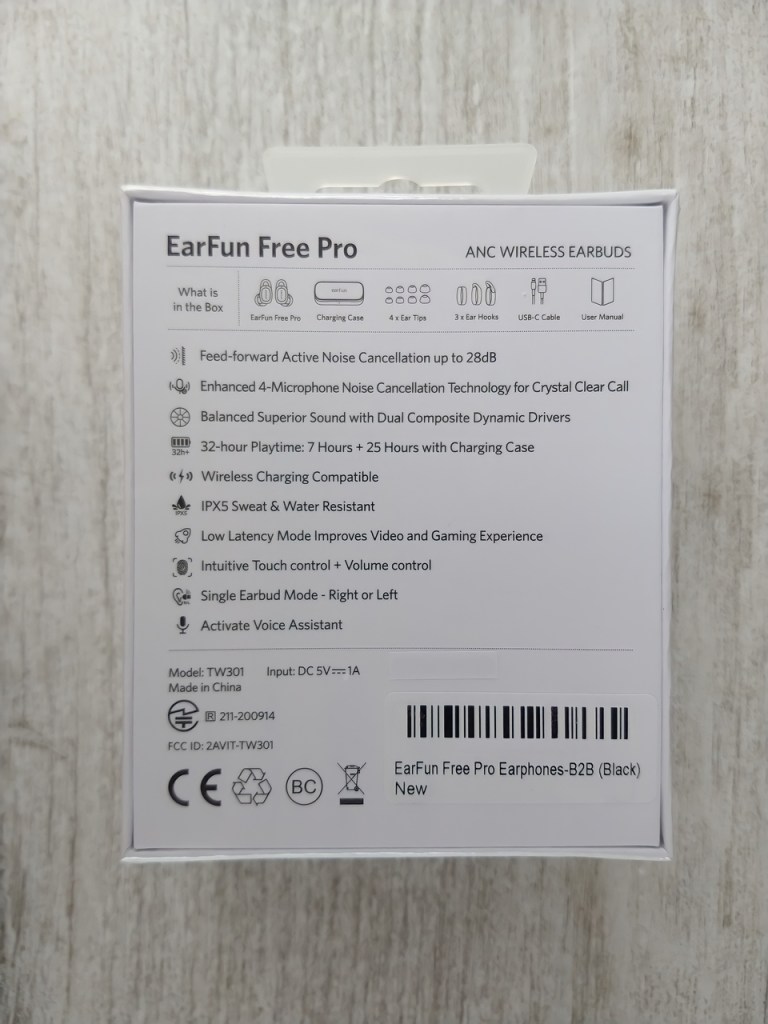 EarFun Free Pro
ANC WIRELESS EARBUDS
What is
in the Box
earfun
EarFun Free Pro
Charging Case
4 x Ear Tips
3 x Ear Hooks
USB-C Cable
User Manual
Feed-forward Active Noise Cancellation up to 28dB
Enhanced 4-Microphone Noise Cancellation Technology for Crystal Clear Call
Balanced Superior Sound with Dual Composite Dynamic Drivers
32h+
32-hour Playtime: 7 Hours + 25 Hours with Charging Case
Wireless Charging Compatible
IPX5
IPX5 Sweat & Water Resistant
Low Latency Mode Improves Video and Gaming Experience
Intuitive Touch control + Volume control
Single Earbud Mode - Right or Left
Activate Voice Assistant
Model: TW301 Input: DC 5V⎓1A
Made in China
R 211-200914
FCC ID: 2AVIT-TW301
CE
BC
EarFun Free Pro Earphones-B2B (Black)
New